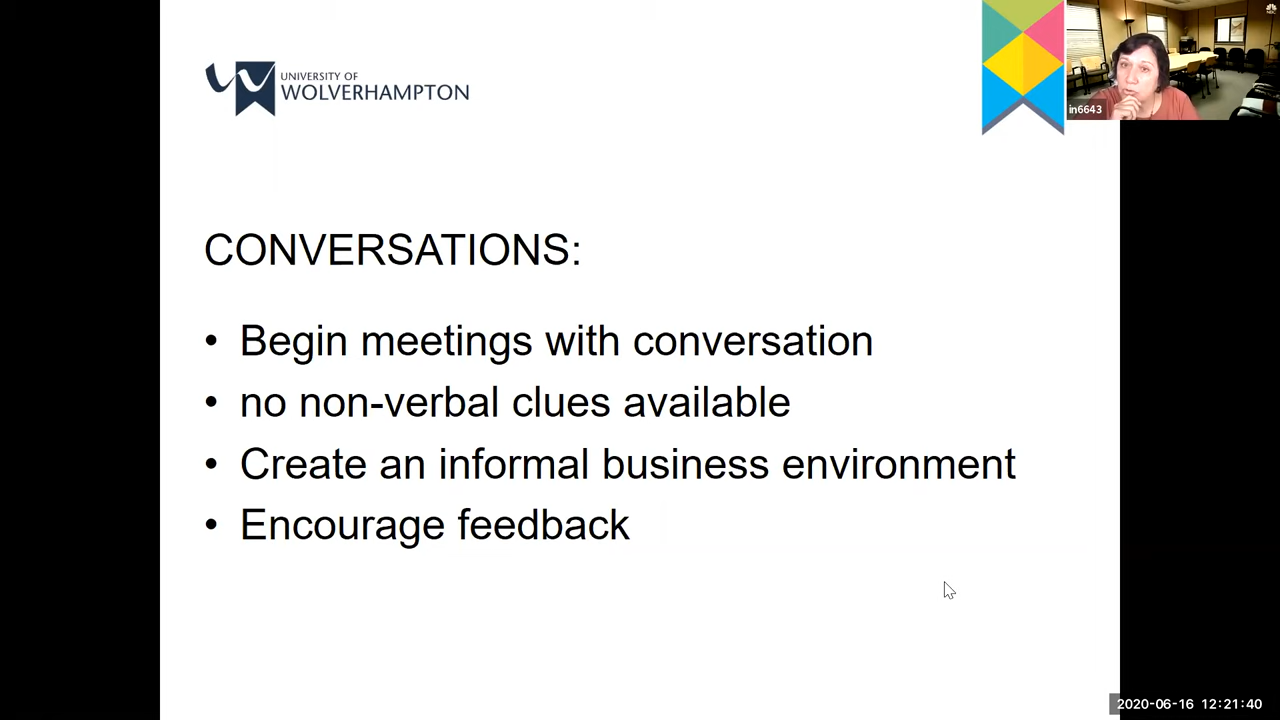 UNIVERSITY OF
WOLVERHAMPTON
in6643
CONVERSATIONS:
• Begin meetings with conversation
• no non-verbal clues available
• Create an informal business environment
• Encourage feedback
2020-06-16 12:21:40